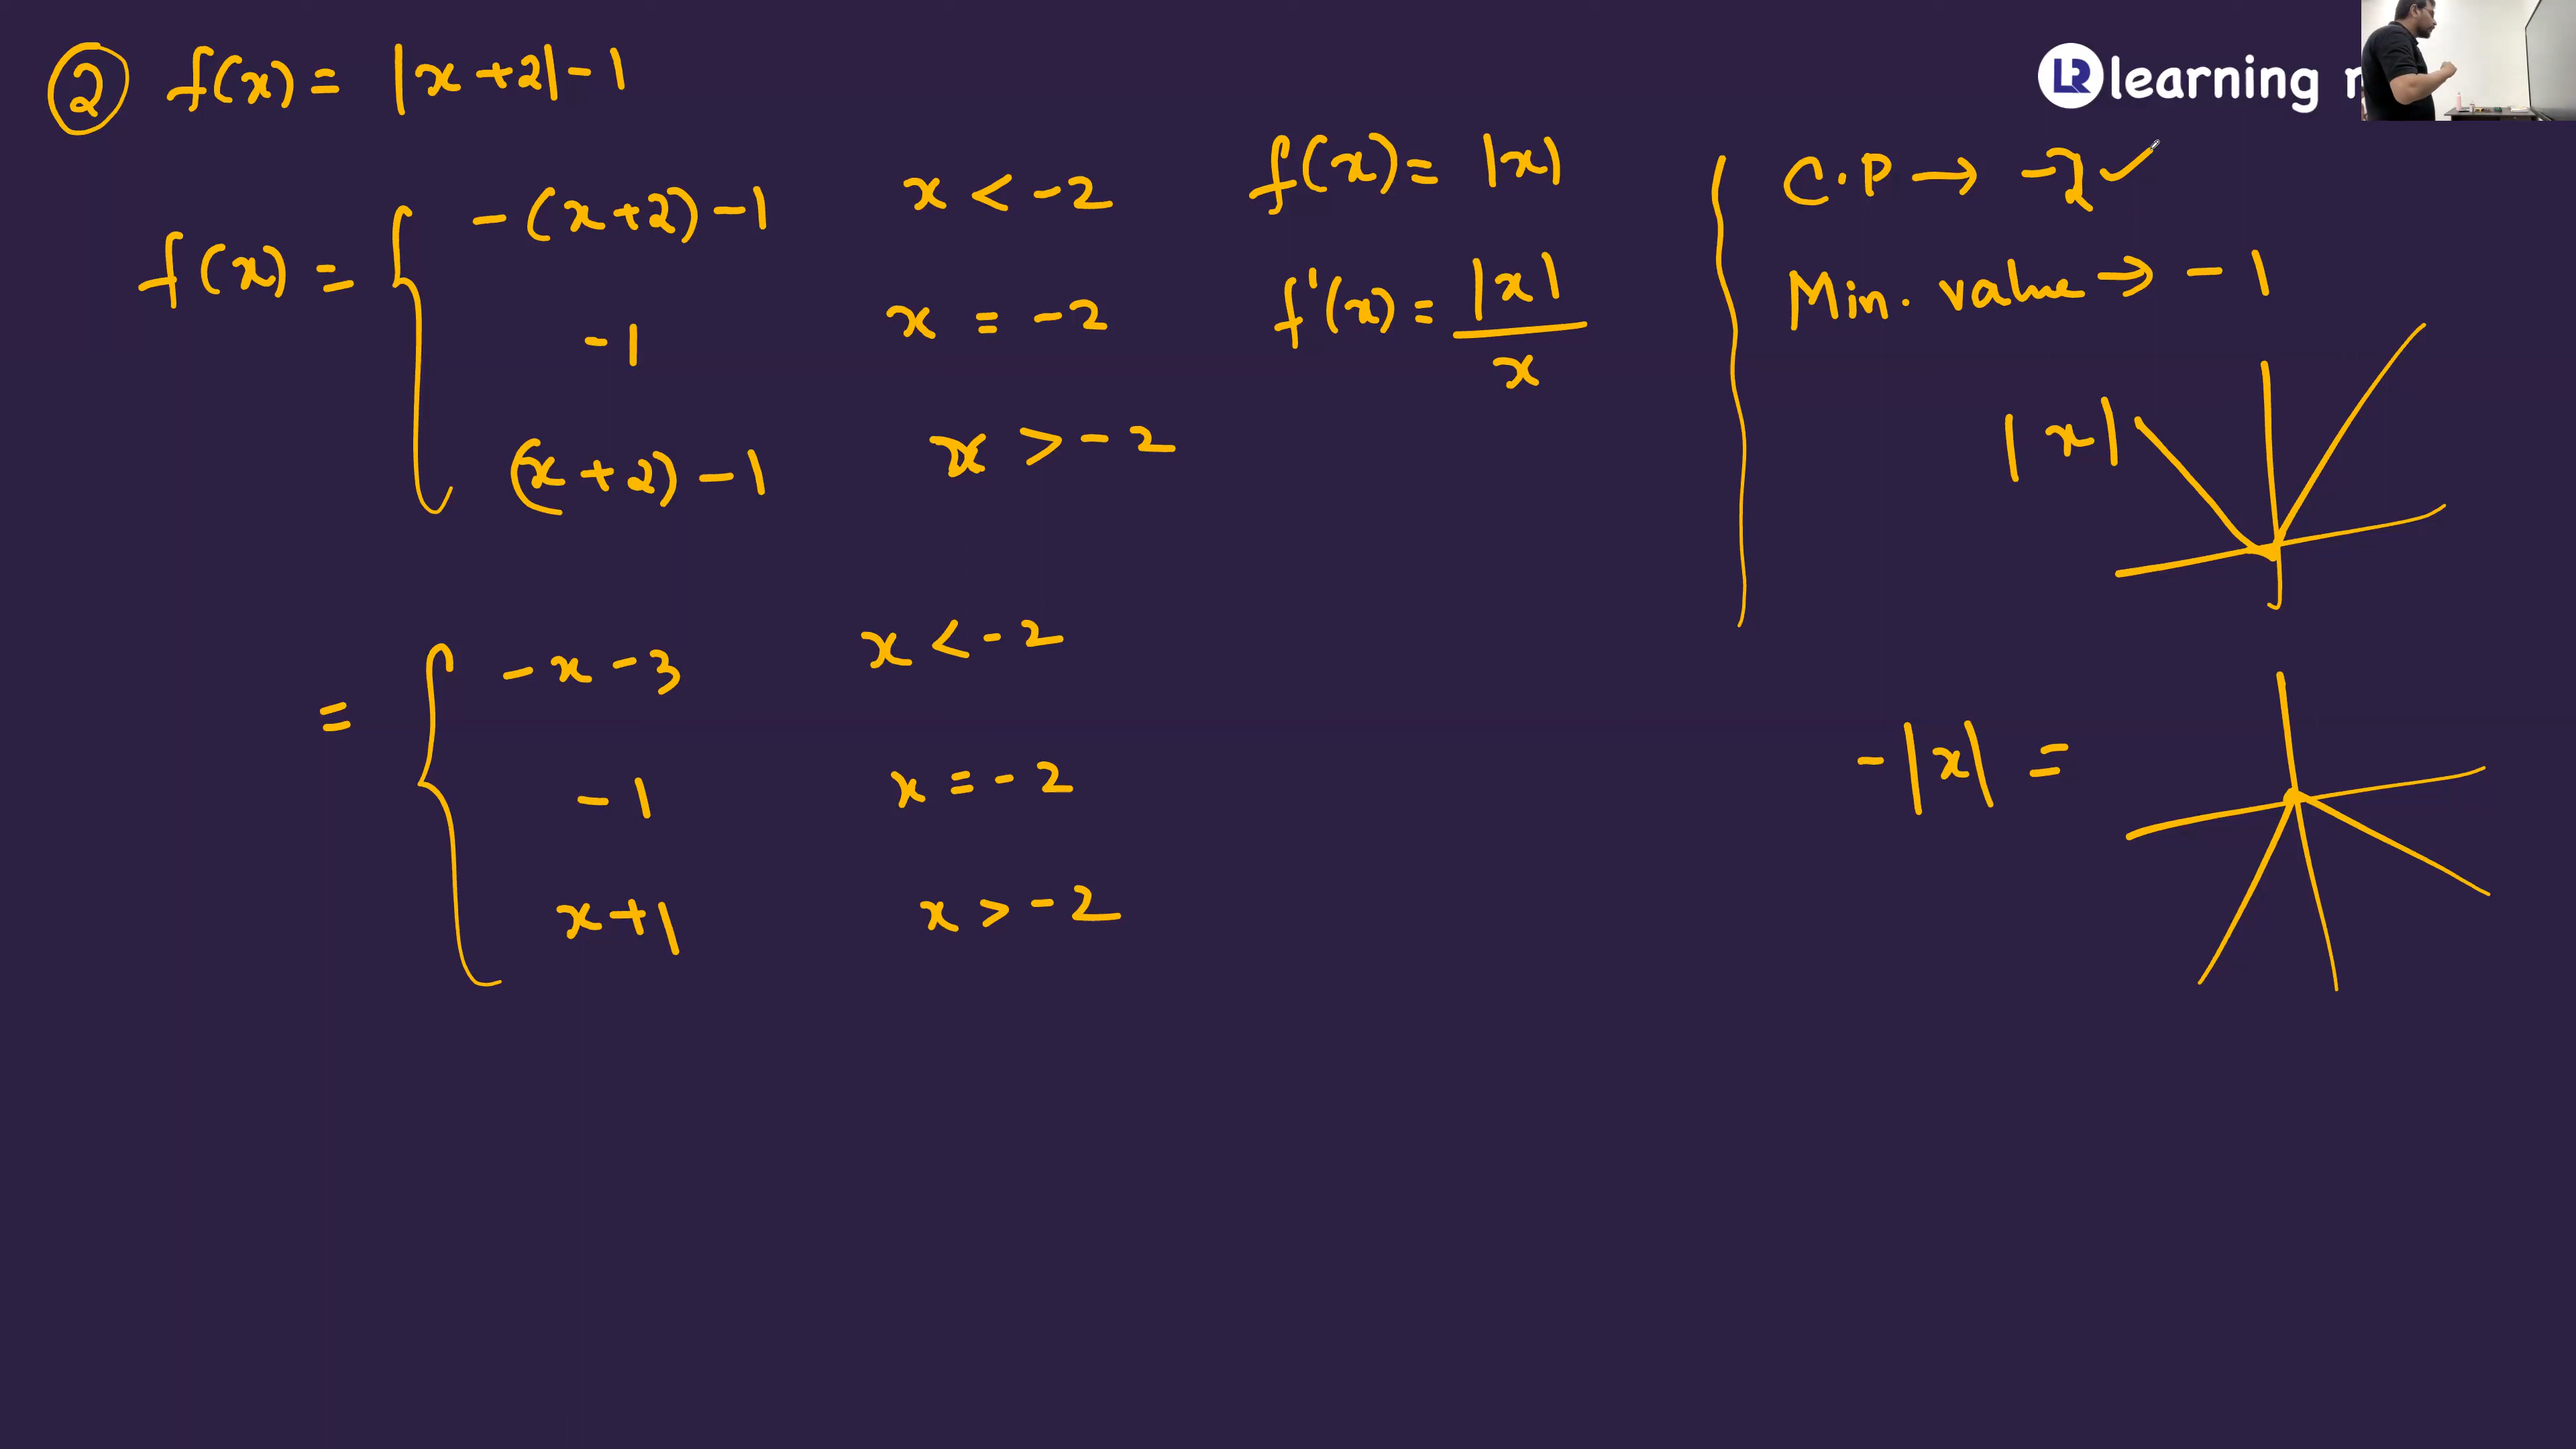 ② f(x) = |x+2| - 1
LR learning
f(x) = { -(x+2) - 1    x < -2
-1    x = -2
(x+2) - 1    x > -2
= { -x - 3    x < -2
-1    x = -2
x+1    x > -2
f(x) = |x|
f'(x) = |x| / x
C.P → -2 ✓
Min. value → -1
|x|
-|x| =